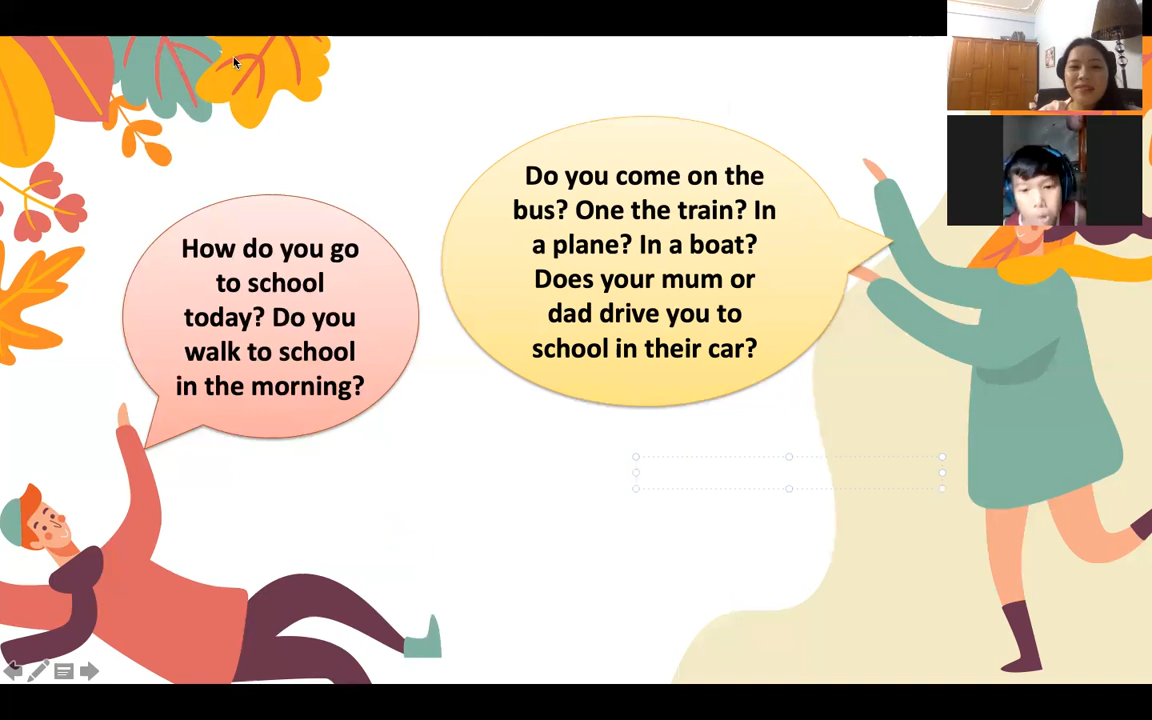 How do you go
to school
today? Do you
walk to school
in the morning?
Do you come on the
bus? One the train? In
a plane? In a boat?
Does your mum or
dad drive you to
school in their car?